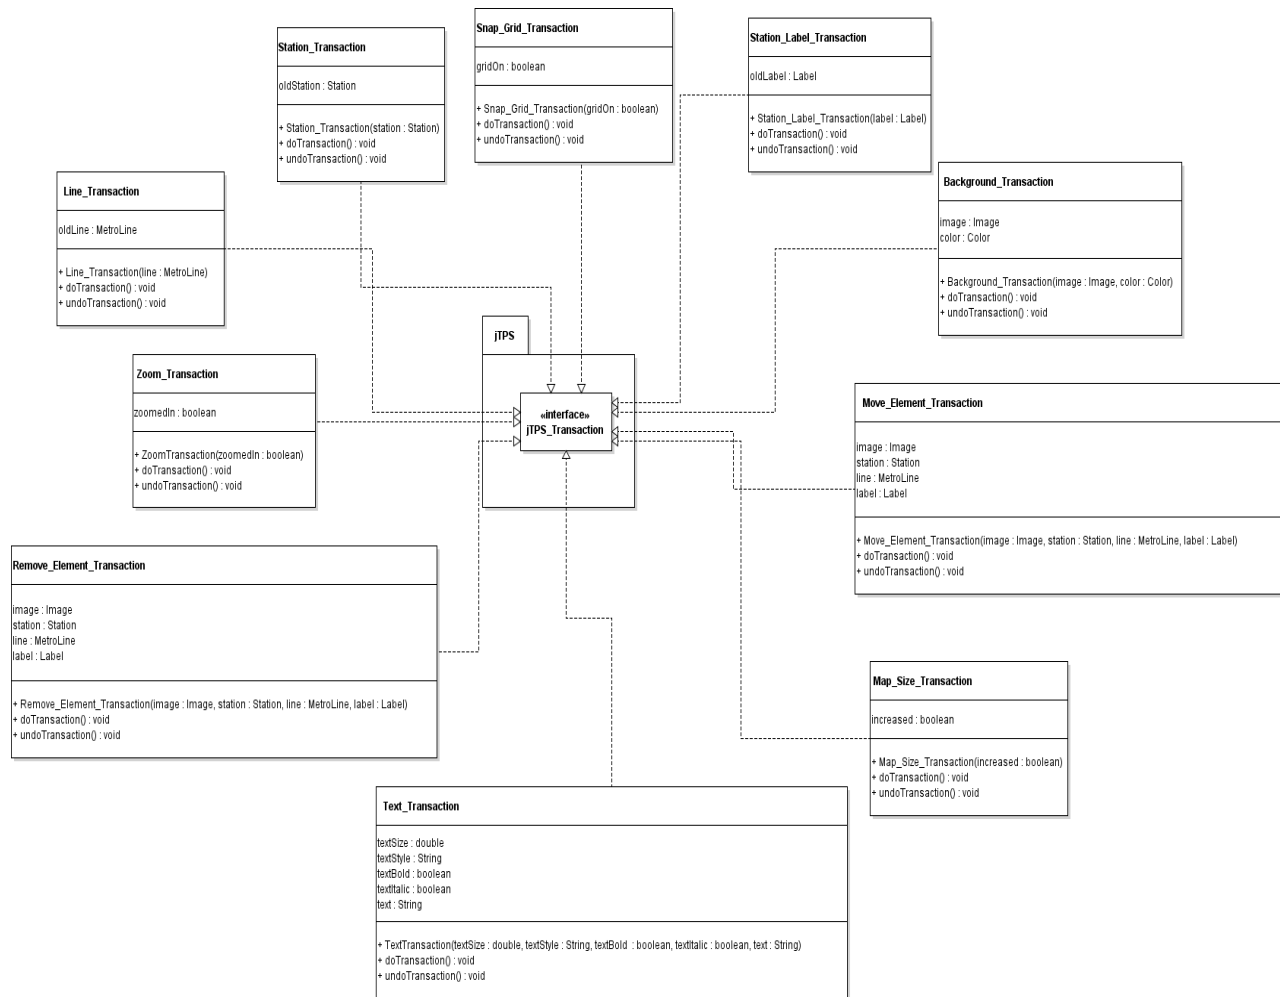 Station_Transaction
oldStation : Station
+ Station_Transaction(station : Station)
+ doTransaction() : void
+ undoTransaction() : void
Snap_Grid_Transaction
gridOn : boolean
+ Snap_Grid_Transaction(gridOn : boolean)
+ doTransaction() : void
+ undoTransaction() : void
Station_Label_Transaction
oldLabel : Label
+ Station_Label_Transaction(label : Label)
+ doTransaction() : void
+ undoTransaction() : void
Line_Transaction
oldLine : MetroLine
+ Line_Transaction(line : MetroLine)
+ doTransaction() : void
+ undoTransaction() : void
Background_Transaction
image : Image
color : Color
+ Background_Transaction(image : Image, color : Color)
+ doTransaction() : void
+ undoTransaction() : void
jTPS
«interface»
jTPS_Transaction
Zoom_Transaction
zoomedIn : boolean
+ ZoomTransaction(zoomedIn : boolean)
+ doTransaction() : void
+ undoTransaction() : void
Move_Element_Transaction
image : Image
station : Station
line : MetroLine
label : Label
+ Move_Element_Transaction(image : Image, station : Station, line : MetroLine, label : Label)
+ doTransaction() : void
+ undoTransaction() : void
Remove_Element_Transaction
image : Image
station : Station
line : MetroLine
label : Label
+ Remove_Element_Transaction(image : Image, station : Station, line : MetroLine, label : Label)
+ doTransaction() : void
+ undoTransaction() : void
Map_Size_Transaction
increased : boolean
+ Map_Size_Transaction(increased : boolean)
+ doTransaction() : void
+ undoTransaction() : void
Text_Transaction
textSize : double
textStyle : String
textBold : boolean
textItalic : boolean
text : String
+ TextTransaction(textSize : double, textStyle : String, textBold  : boolean, textItalic : boolean, text : String)
+ doTransaction() : void
+ undoTransaction() : void